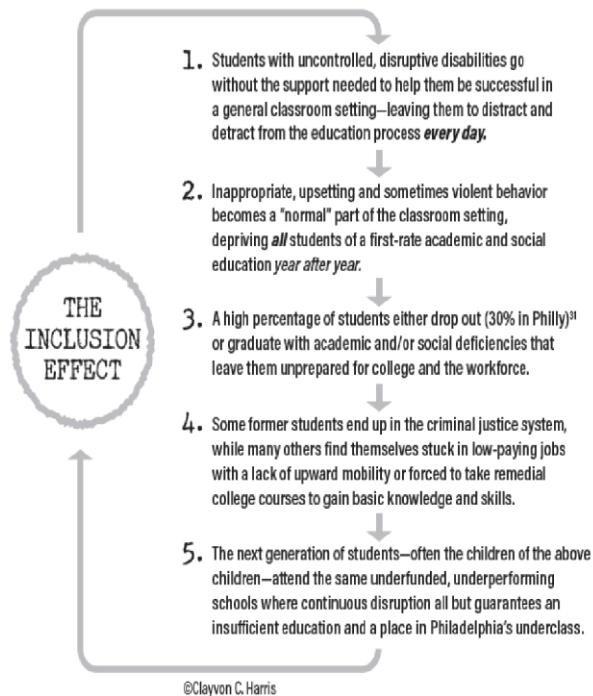 1. Students with uncontrolled, disruptive disabilities go
without the support needed to help them be successful in
a general classroom setting—leaving them to distract and
detract from the education process every day.
2. Inappropriate, upsetting and sometimes violent behavior
becomes a "normal" part of the classroom setting,
depriving all students of a first-rate academic and social
education year after year.
THE
INCLUSION
EFFECT
3. A high percentage of students either drop out (30% in Philly)³¹
or graduate with academic and/or social deficiencies that
leave them unprepared for college and the workforce.
4. Some former students end up in the criminal justice system,
while many others find themselves stuck in low-paying jobs
with a lack of upward mobility or forced to take remedial
college courses to gain basic knowledge and skills.
5. The next generation of students—often the children of the above
children—attend the same underfunded, underperforming
schools where continuous disruption all but guarantees an
insufficient education and a place in Philadelphia's underclass.
©Clayvon C. Harris